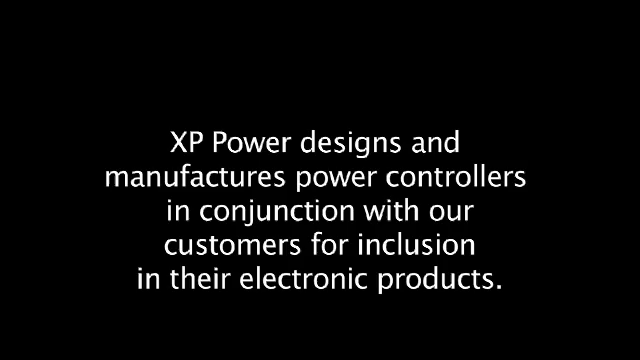 XP Power designs and
manufactures power controllers
in conjunction with our
customers for inclusion
in their electronic products.